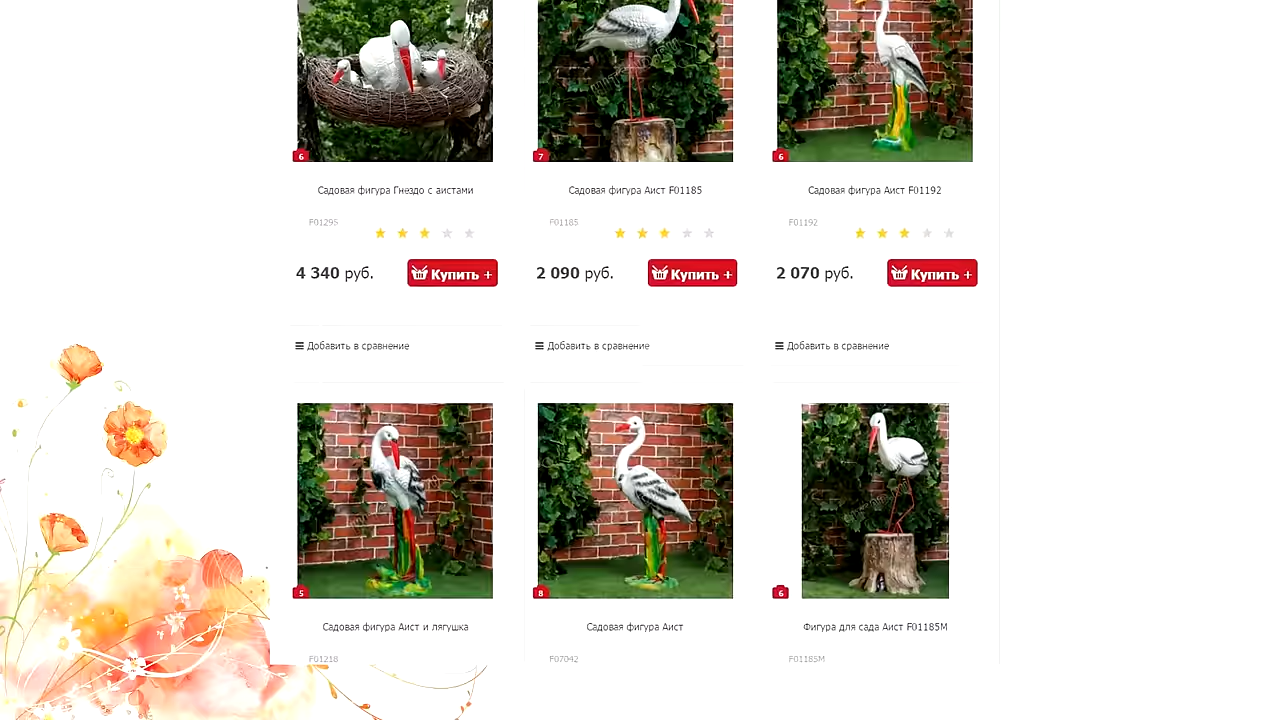 6
7
6
Садовая фигура Гнездо с аистами
Садовая фигура Аист F01185
Садовая фигура Аист F01192
F01295
F01185
F01192
4 340 руб.
Купить +
2 090 руб.
Купить +
2 070 руб.
Купить +
Добавить в сравнение
Добавить в сравнение
Добавить в сравнение
5
8
6
Садовая фигура Аист и лягушка
Садовая фигура Аист
Фигура для сада Аист F01185M
F01218
F07042
F01185M